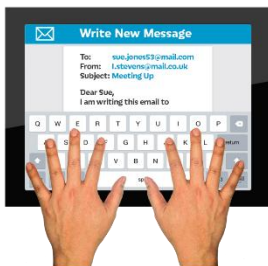 Write New Message
To: sue.jones53@mail.com
From: l.stevens@mail.co.uk
Subject: Meeting Up
Dear Sue,
I am writing this email to
Q W E R T Y U I O P
S D F G H K L return
V B N